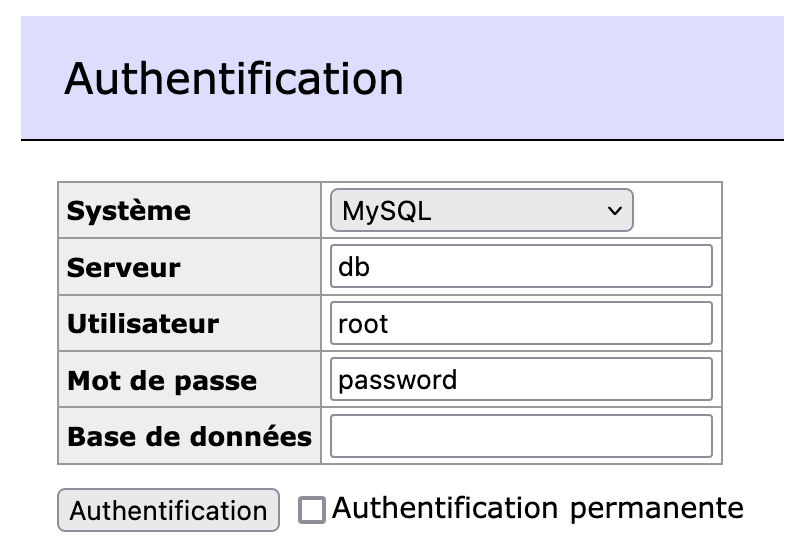 Authentification
Système MySQL
Serveur db
Utilisateur root
Mot de passe password
Base de données
Authentification Authentification permanente